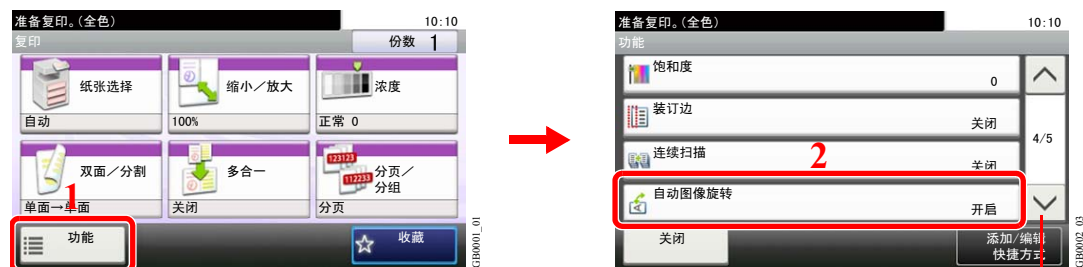 准备复印。(全色)
10:10
复印
份数 1
纸张选择
自动
缩小／放大
100%
浓度
正常 0
双面／分割
单面→单面
多合一
关闭
分页／
分组
分页
123123
112233
1
功能
收藏
GB0001_01
准备复印。(全色)
10:10
功能
饱和度
0
装订边
关闭
4/5
连续扫描
关闭
2
自动图像旋转
开启
关闭
添加/编辑
快捷方式
GB0002_03